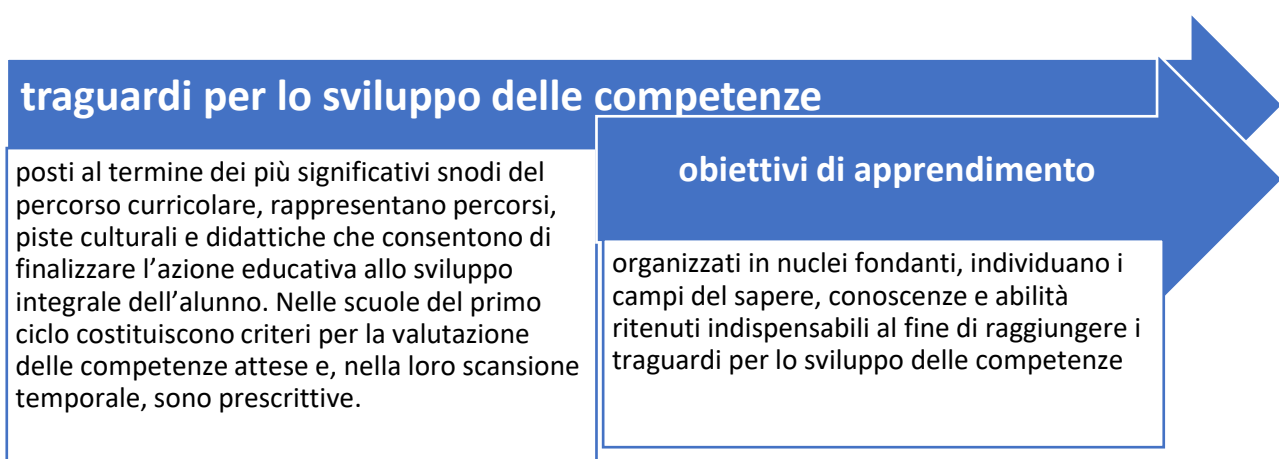 traguardi per lo sviluppo delle competenze
posti al termine dei più significativi snodi del
percorso curricolare, rappresentano percorsi,
piste culturali e didattiche che consentono di
finalizzare l’azione educativa allo sviluppo
integrale dell’alunno. Nelle scuole del primo
ciclo costituiscono criteri per la valutazione
delle competenze attese e, nella loro scansione
temporale, sono prescrittive.
obiettivi di apprendimento
organizzati in nuclei fondanti, individuano i
campi del sapere, conoscenze e abilità
ritenuti indispensabili al fine di raggiungere i
traguardi per lo sviluppo delle competenze